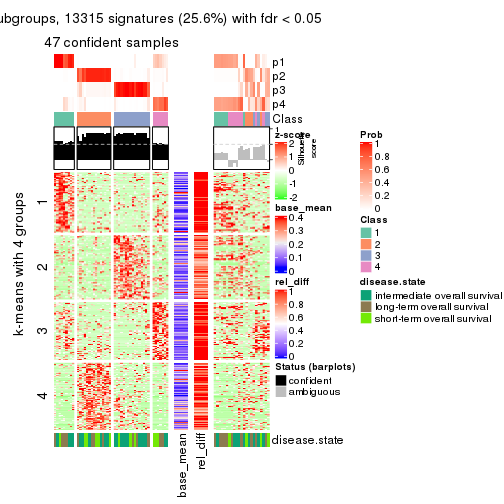 ubgroups, 13315 signatures (25.6%) with fdr < 0.05
47 confident samples
p1
p2
p3
p4
Class
1
Silhouette
score
z-score
2
1
0
-1
-2
base_mean
0.4
0.3
0.2
0.1
0
rel_diff
1
0.8
0.6
0.4
0.2
0
Status (barplots)
confident
ambiguous
Prob
1
0.8
0.6
0.4
0.2
0
Class
1
2
3
4
disease.state
intermediate overall survival
long-term overall survival
short-term overall survival
k-means with 4 groups
1
2
3
4
disease.state
base_mean
rel_diff